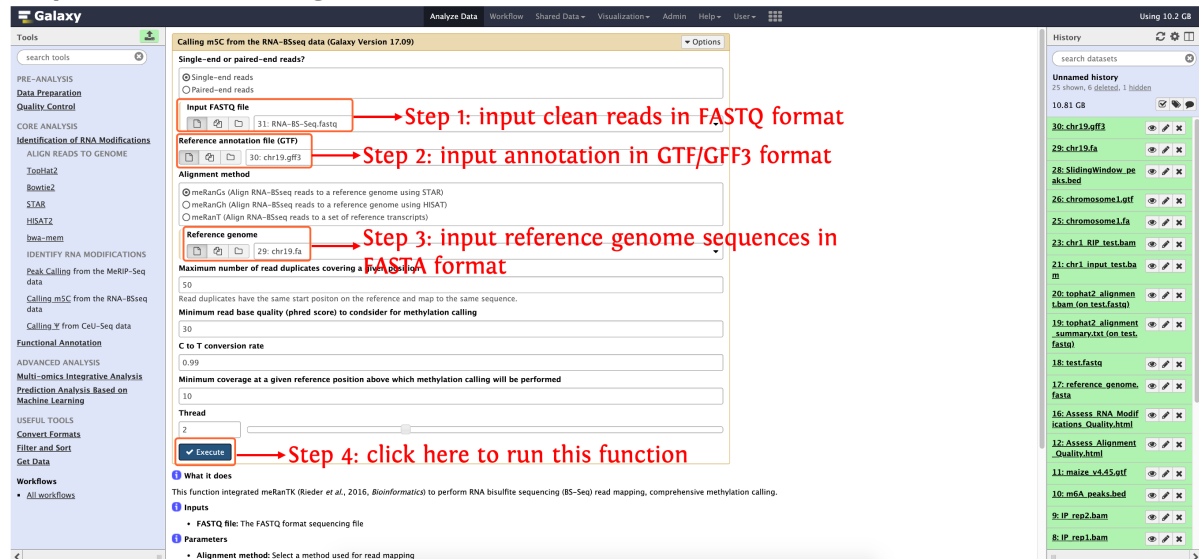 Galaxy
Analyze Data Workflow Shared Data Visualization Admin Help User
Using 10.2 GB
Tools
search tools
PRE-ANALYSIS
Data Preparation
Quality Control
CORE ANALYSIS
Identification of RNA Modifications
ALIGN READS TO GENOME
TopHat2
Bowtie2
STAR
HISAT2
bwa-mem
IDENTIFY RNA MODIFICATIONS
Peak Calling from the MeRIP-Seq
data
Calling m5C from the RNA-BSseq
data
Calling Ψ from CeU-Seq data
Functional Annotation
ADVANCED ANALYSIS
Multi-omics Integrative Analysis
Prediction Analysis Based on
Machine Learning
USEFUL TOOLS
Convert Formats
Filter and Sort
Get Data
Workflows
All workflows
Calling m5C from the RNA-BSseq data (Galaxy Version 17.09)
Options
Single-end or paired-end reads?
Single-end reads
Paired-end reads
Input FASTQ file
31: RNA-BS-Seq.fastq
Step 1: input clean reads in FASTQ format
Reference annotation file (GTF)
30: chr19.gff3
Step 2: input annotation in GTF/GFF3 format
Alignment method
meRanGs (Align RNA-BSseq reads to a reference genome using STAR)
meRanGh (Align RNA-BSseq reads to a reference genome using HISAT)
meRanT (Align RNA-BSseq reads to a set of reference transcripts)
Reference genome
29: chr19.fa
Step 3: input reference genome sequences in
FASTA format
Maximum number of read duplicates covering a given position
50
Read duplicates have the same start positon on the reference and map to the same sequence.
Minimum read base quality (phred score) to condsider for methylation calling
30
C to T conversion rate
0.99
Minimum coverage at a given reference position above which methylation calling will be performed
10
Thread
2
Execute
Step 4: click here to run this function
What it does
This function integrated meRanTK (Rieder et al., 2016, Bioinformatics) to perform RNA bisulfite sequencing (BS-Seq) read mapping, comprehensive methylation calling.
Inputs
FASTQ file: The FASTQ format sequencing file
Parameters
Alignment method: Select a method used for read mapping
History
search datasets
Unnamed history
25 shown, 6 deleted, 1 hidden
10.81 GB
30: chr19.gff3
29: chr19.fa
28: SlidingWindow_pe
aks.bed
26: chromosome1.gtf
25: chromosome1.fa
23: chr1_RIP_test.bam
21: chr1_input_test.ba
m
20: tophat2_alignmen
t.bam (on test.fastq)
19: tophat2_alignment
_summary.txt (on test.
fastq)
18: test.fastq
17: reference_genome.
fasta
16: Assess_RNA_Modif
ications_Quality.html
12: Assess_Alignment
_Quality.html
11: maize_v4.45.gtf
10: m6A_peaks.bed
9: IP_rep2.bam
8: IP_rep1.bam